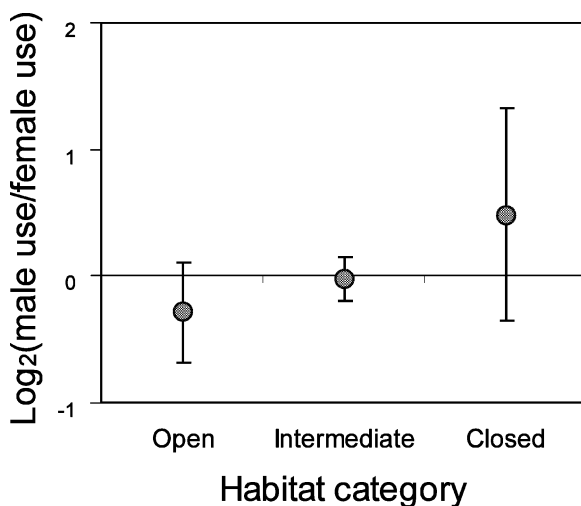 Log2(male use/female use)
2
1
0
-1
Open Intermediate Closed
Habitat category